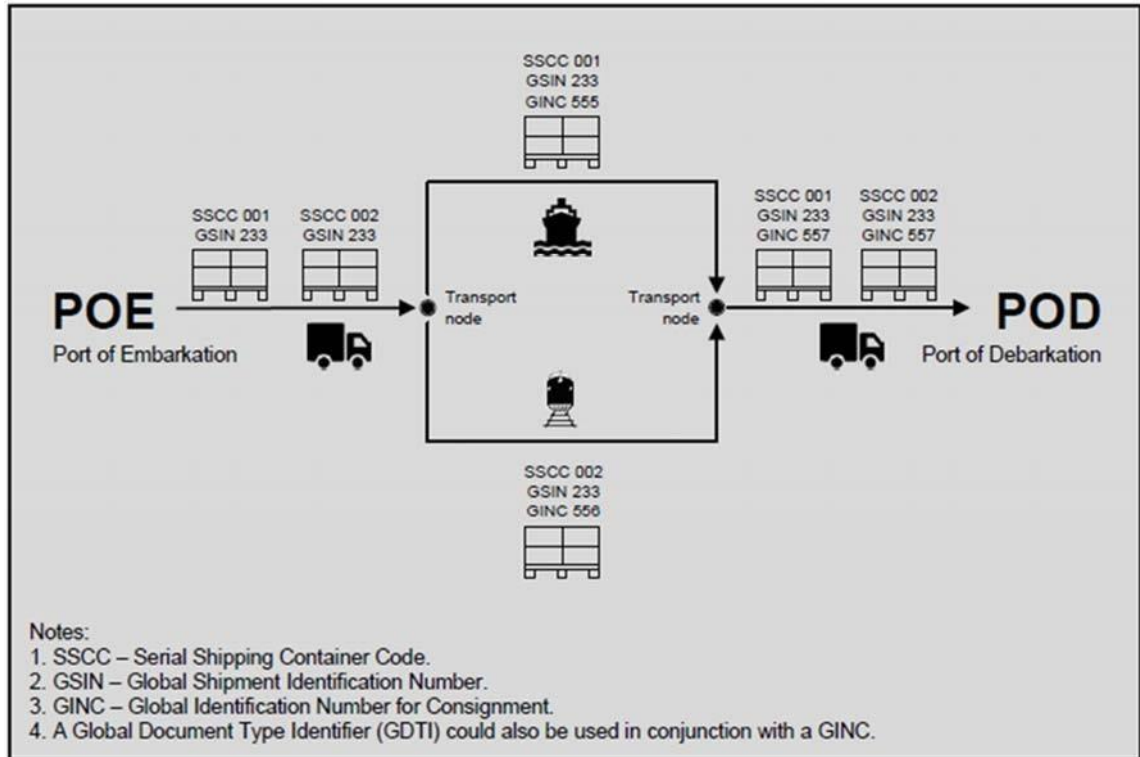 SSCC 001
GSIN 233
GINC 555
SSCC 001
GSIN 233
SSCC 002
GSIN 233
SSCC 001
GSIN 233
GINC 557
SSCC 002
GSIN 233
GINC 557
POE
Port of Embarkation
Transport
node
Transport
node
POD
Port of Debarkation
SSCC 002
GSIN 233
GINC 556
Notes:
1. SSCC – Serial Shipping Container Code.
2. GSIN – Global Shipment Identification Number.
3. GINC – Global Identification Number for Consignment.
4. A Global Document Type Identifier (GDTI) could also be used in conjunction with a GINC.